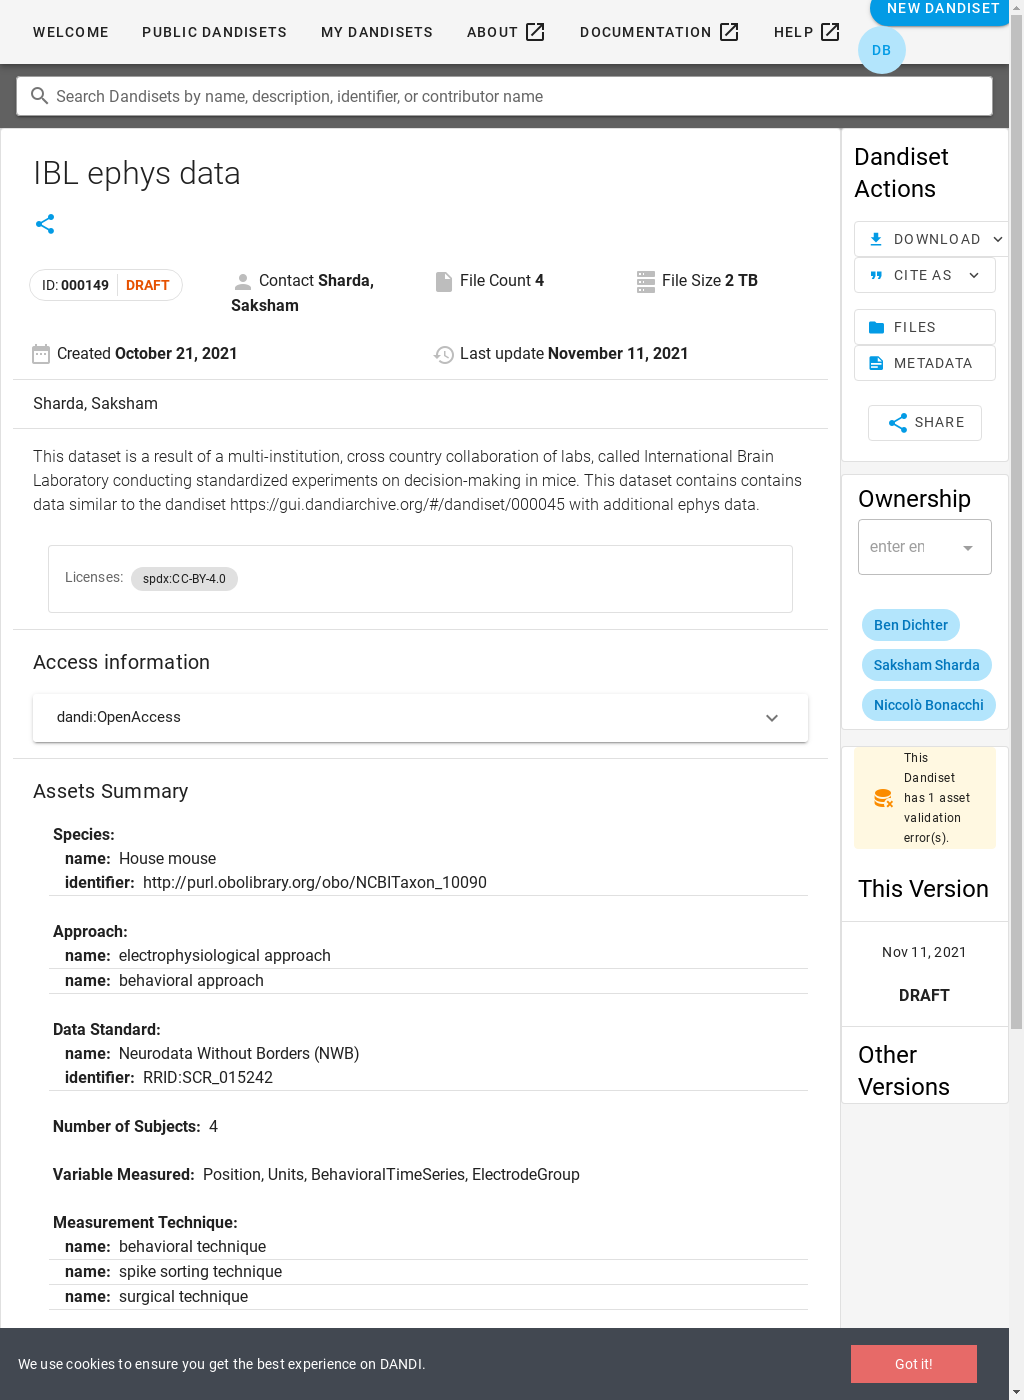 WELCOME
PUBLIC DANDISETS
MY DANDISETS
ABOUT
DOCUMENTATION
HELP
NEW DANDISET
DB
Search Dandisets by name, description, identifier, or contributor name
IBL ephys data
ID: 000149 DRAFT
Contact Sharda,
Saksham
File Count 4
File Size 2 TB
Created October 21, 2021
Last update November 11, 2021
Sharda, Saksham
This dataset is a result of a multi-institution, cross country collaboration of labs, called International Brain
Laboratory conducting standardized experiments on decision-making in mice. This dataset contains contains
data similar to the dandiset https://gui.dandiarchive.org/#/dandiset/000045 with additional ephys data.
Licenses: spdx:CC-BY-4.0
Access information
dandi:OpenAccess
Assets Summary
Species:
name: House mouse
identifier: http://purl.obolibrary.org/obo/NCBITaxon_10090
Approach:
name: electrophysiological approach
name: behavioral approach
Data Standard:
name: Neurodata Without Borders (NWB)
identifier: RRID:SCR_015242
Number of Subjects: 4
Variable Measured: Position, Units, BehavioralTimeSeries, ElectrodeGroup
Measurement Technique:
name: behavioral technique
name: spike sorting technique
name: surgical technique
Dandiset
Actions
DOWNLOAD
CITE AS
FILES
METADATA
SHARE
Ownership
enter en
Ben Dichter
Saksham Sharda
Niccolò Bonacchi
This
Dandiset
has 1 asset
validation
error(s).
This Version
Nov 11, 2021
DRAFT
Other
Versions
We use cookies to ensure you get the best experience on DANDI.
Got it!